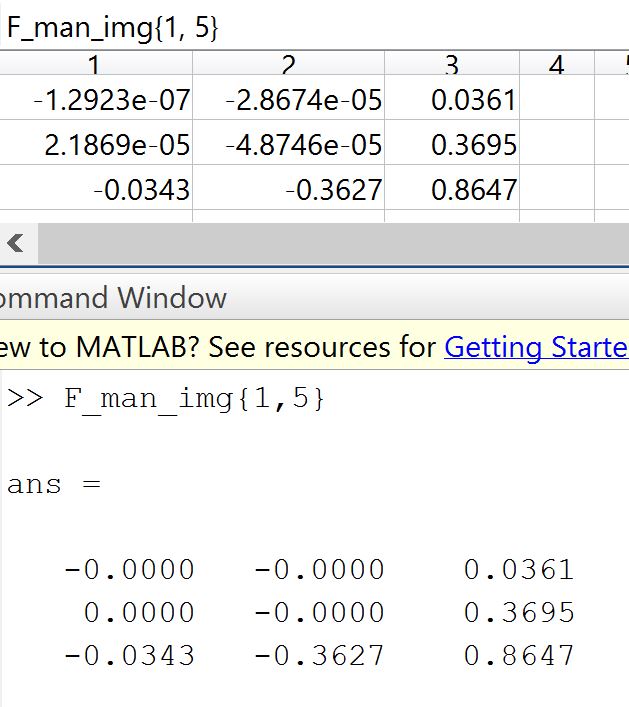 F_man_img{1, 5}
1 2 3 4
-1.2923e-07 -2.8674e-05 0.0361
2.1869e-05 -4.8746e-05 0.3695
-0.0343 -0.3627 0.8647
ommand Window
ew to MATLAB? See resources for Getting Starte
>> F_man_img{1,5}
ans =
-0.0000 -0.0000 0.0361
0.0000 -0.0000 0.3695
-0.0343 -0.3627 0.8647